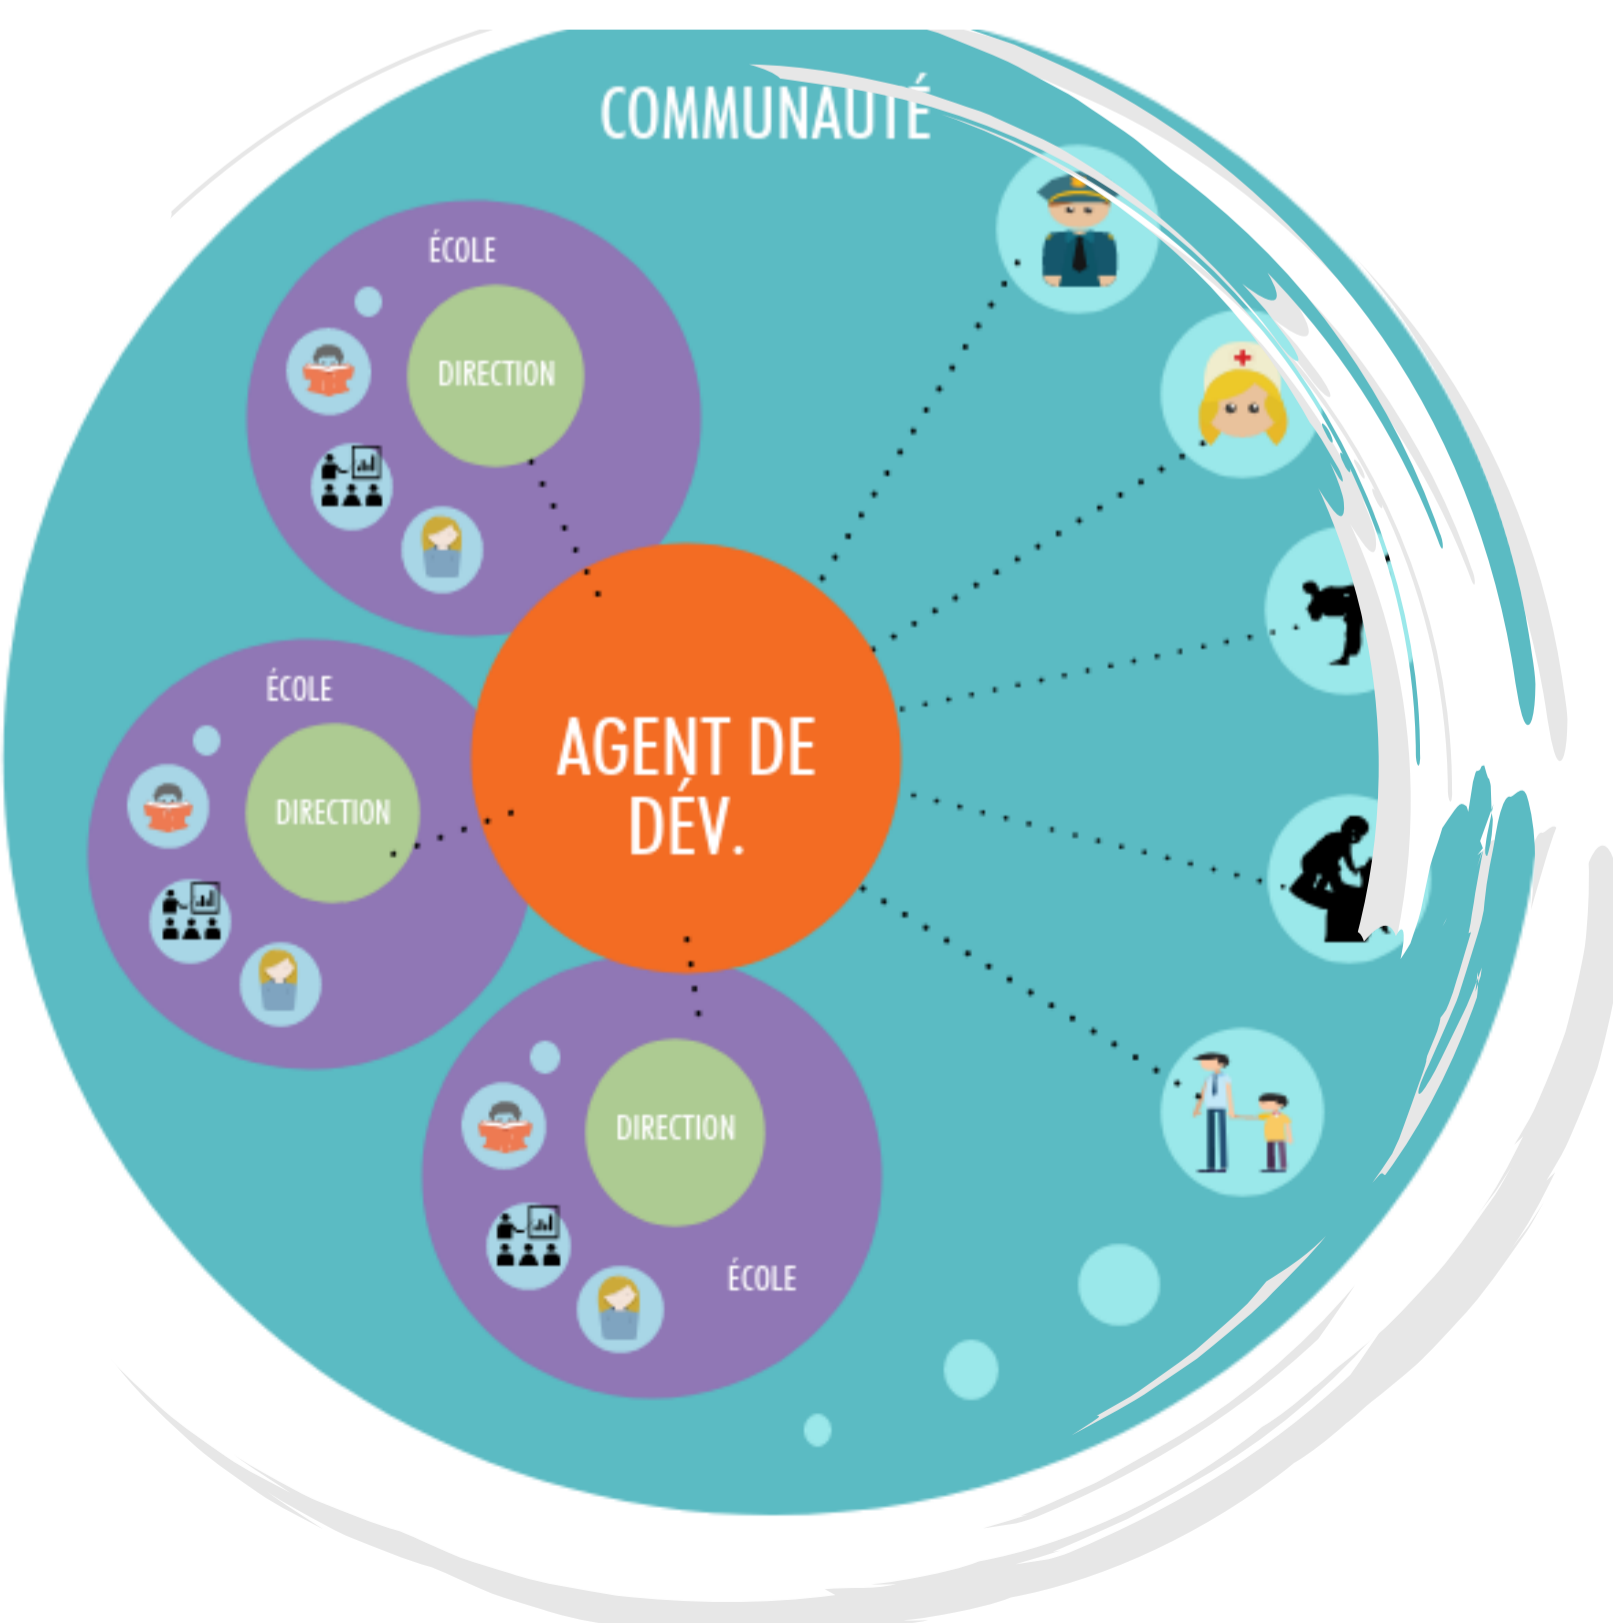 COMMUNAUTÉ
ÉCOLE
DIRECTION
ÉCOLE
DIRECTION
AGENT DE
DÉV.
DIRECTION
ÉCOLE